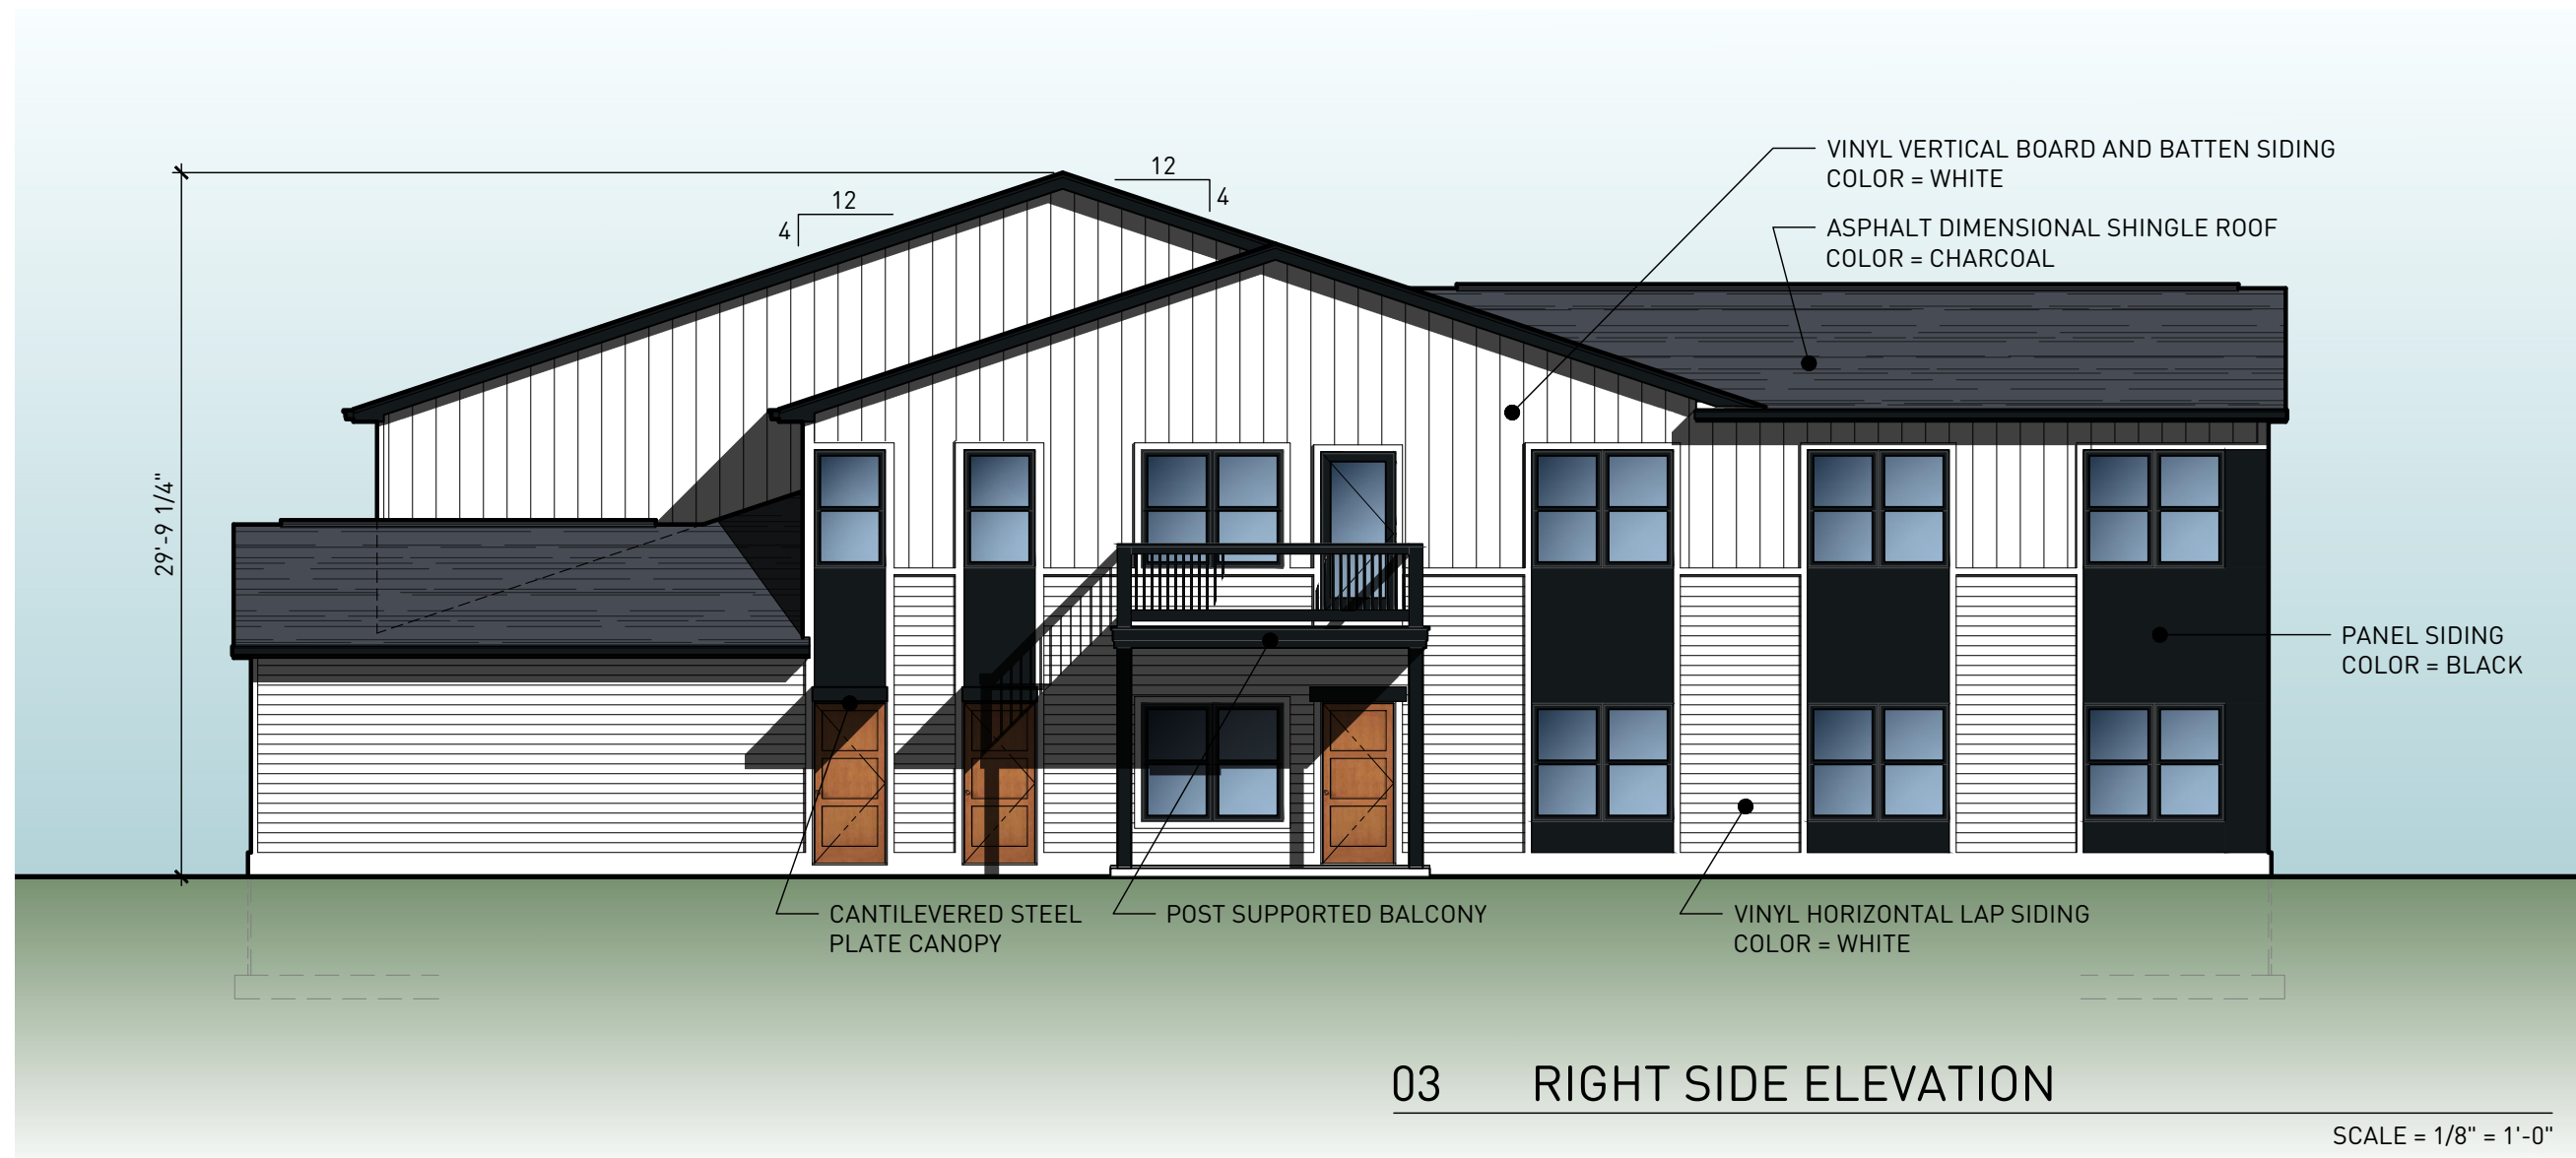 VINYL VERTICAL BOARD AND BATTEN SIDING
COLOR = WHITE
12
4
12
4
ASPHALT DIMENSIONAL SHINGLE ROOF
COLOR = CHARCOAL
29'-9 1/4"
PANEL SIDING
COLOR = BLACK
CANTILEVERED STEEL
PLATE CANOPY
POST SUPPORTED BALCONY
VINYL HORIZONTAL LAP SIDING
COLOR = WHITE
03 RIGHT SIDE ELEVATION
SCALE = 1/8" = 1'-0"